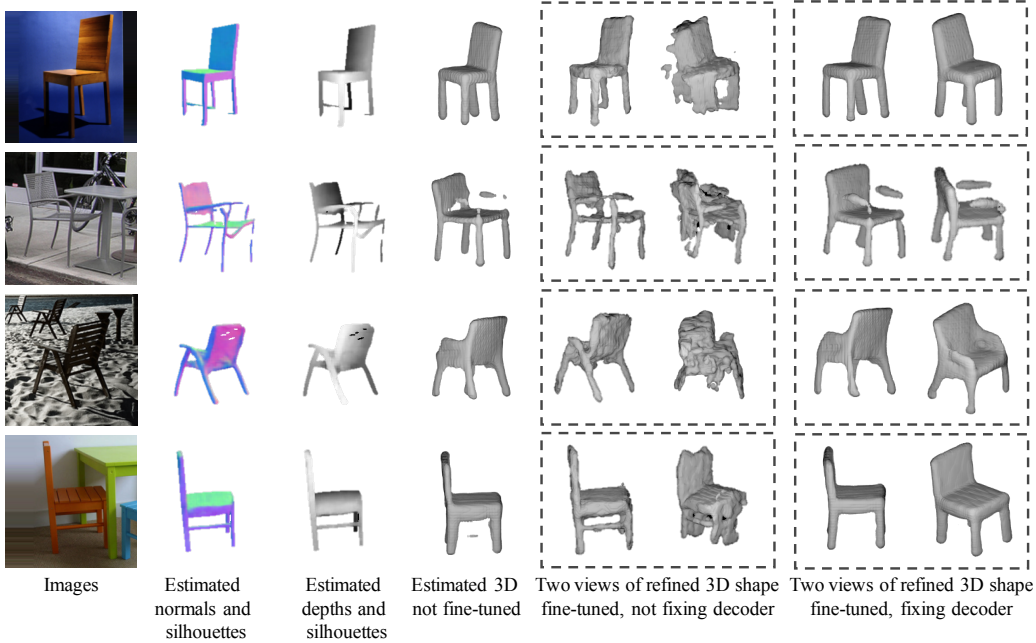 Images
Estimated
normals and
silhouettes
Estimated
depths and
silhouettes
Estimated 3D
not fine-tuned
Two views of refined 3D shape
fine-tuned, not fixing decoder
Two views of refined 3D shape
fine-tuned, fixing decoder